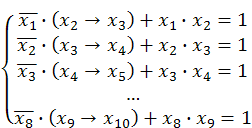 x̅₁ · (x₂ → x₃) + x₁ · x₂ = 1
x̅₂ · (x₃ → x₄) + x₂ · x₃ = 1
x̅₃ · (x₄ → x₅) + x₃ · x₄ = 1
...
x̅₈ · (x₉ → x₁₀) + x₈ · x₉ = 1